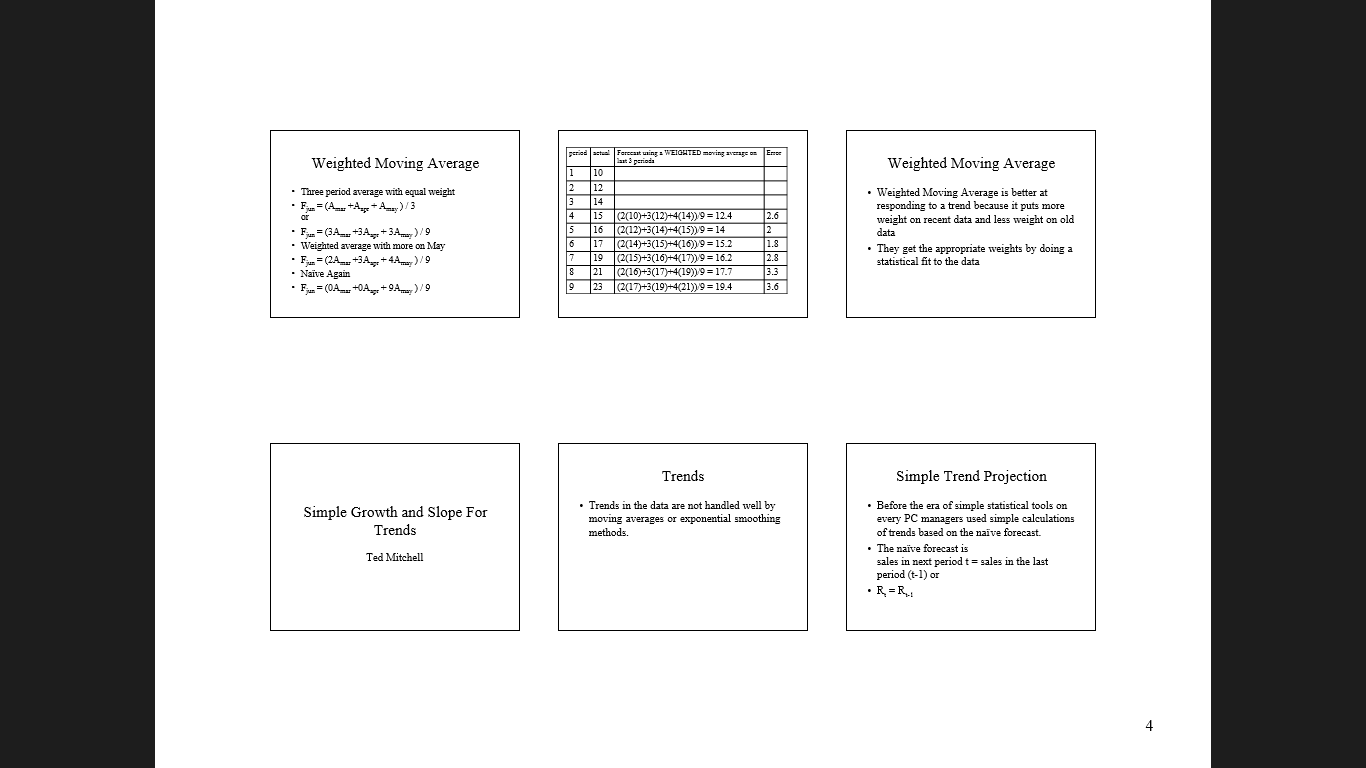 Weighted Moving Average
• Three period average with equal weight
• Fjun = (Amar +Aapr + Amay ) / 3
or
• Fjun = (3Amar +3Aapr + 3Amay ) / 9
• Weighted average with more on May
• Fjun = (2Amar +3Aapr + 4Amay ) / 9
• Naïve Again
• Fjun = (0Amar +0Aapr + 9Amay ) / 9
period actual Forecast using a WEIGHTED moving average on Error
last 3 periods
1 10
2 12
3 14
4 15 (2(10)+3(12)+4(14))/9 = 12.4 2.6
5 16 (2(12)+3(14)+4(15))/9 = 14 2
6 17 (2(14)+3(15)+4(16))/9 = 15.2 1.8
7 19 (2(15)+3(16)+4(17))/9 = 16.2 2.8
8 21 (2(16)+3(17)+4(19))/9 = 17.7 3.3
9 23 (2(17)+3(19)+4(21))/9 = 19.4 3.6
Weighted Moving Average
• Weighted Moving Average is better at
responding to a trend because it puts more
weight on recent data and less weight on old
data
• They get the appropriate weights by doing a
statistical fit to the data
Simple Growth and Slope For
Trends
Ted Mitchell
Trends
• Trends in the data are not handled well by
moving averages or exponential smoothing
methods.
Simple Trend Projection
• Before the era of simple statistical tools on
every PC managers used simple calculations
of trends based on the naïve forecast.
• The naïve forecast is
sales in next period t = sales in the last
period (t-1) or
• Rt = Rt-1
4